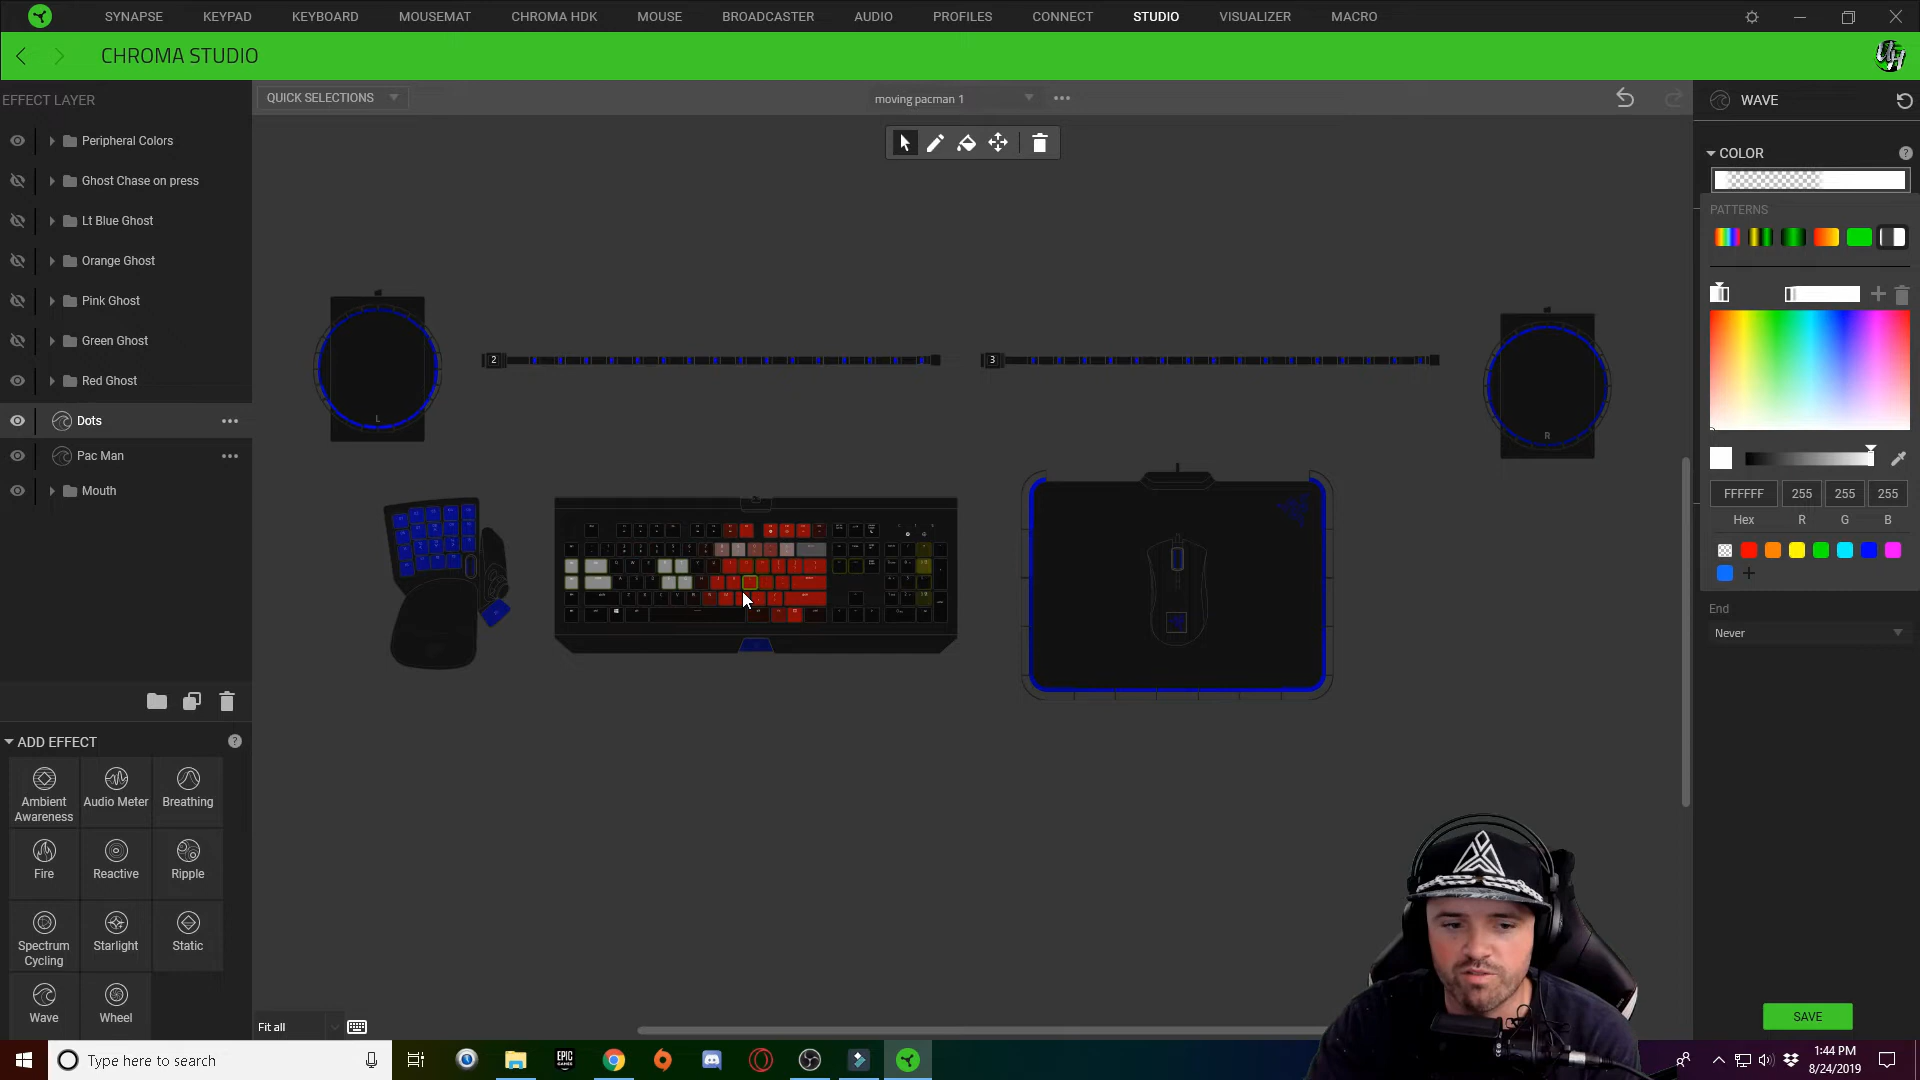 SYNAPSE KEYPAD KEYBOARD MOUSEMAT CHROMA HDK MOUSE BROADCASTER AUDIO PROFILES CONNECT STUDIO VISUALIZER MACRO
CHROMA STUDIO
EFFECT LAYER
QUICK SELECTIONS
moving pacman 1
WAVE
Peripheral Colors
Ghost Chase on press
Lt Blue Ghost
Orange Ghost
Pink Ghost
Green Ghost
Red Ghost
Dots
Pac Man
Mouth
COLOR
PATTERNS
FFFFFF 255 255 255
Hex R G B
End
Never
2
3
L
R
ADD EFFECT
Ambient Awareness
Audio Meter
Breathing
Fire
Reactive
Ripple
Spectrum Cycling
Starlight
Static
Wave
Wheel
Fit all
SAVE
Type here to search
EPIC GAMES
1:44 PM
8/24/2019